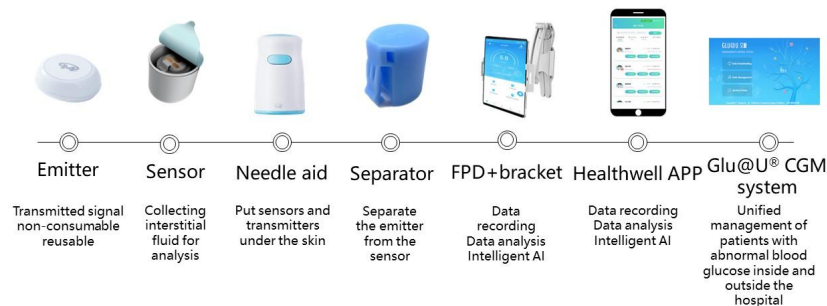 Emitter
Transmitted signal
non-consumable
reusable
Sensor
Collecting
interstitial
fluid for
analysis
Needle aid
Put sensors and
transmitters
under the skin
Separator
Separate
the emitter
from the
sensor
FPD+bracket
Data
recording
Data analysis
Intelligent AI
Healthwell APP
Data recording
Data analysis
Intelligent AI
Glu@U® CGM
system
Unified
management of
patients with
abnormal blood
glucose inside and
outside the
hospital